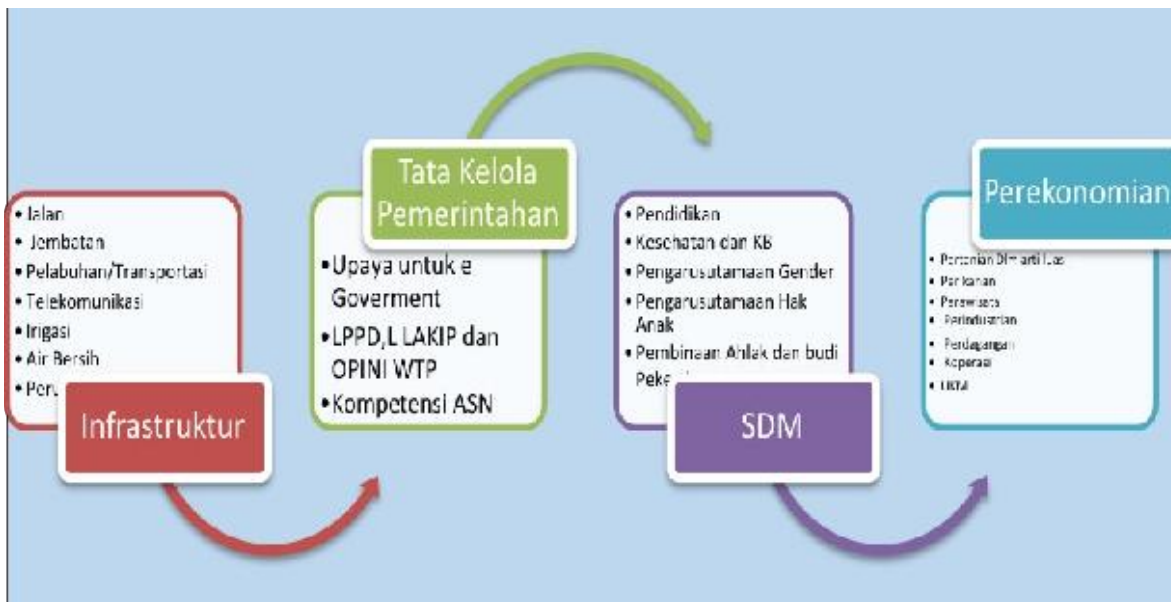 • Jalan
• Jembatan
• Pelabuhan/Transportasi
• Telekomunikasi
• Irigasi
• Air Bersih
Infrastruktur
Tata Kelola
Pemerintahan
•Upaya untuk e
Goverment
•LPPD,L LAKIP dan
OPINI WTP
•Kompetensi ASN
• Pendidikan
• Kesehatan dan KB
• Pengarusutamaan Gender
• Pengarusutamaan Hak
Anak
• Pembinaan Ahlak dan budi
SDM
Perekonomian
• Pertanian
• Perikanan
• Perindustrian
• Perdagangan
• Koperasi